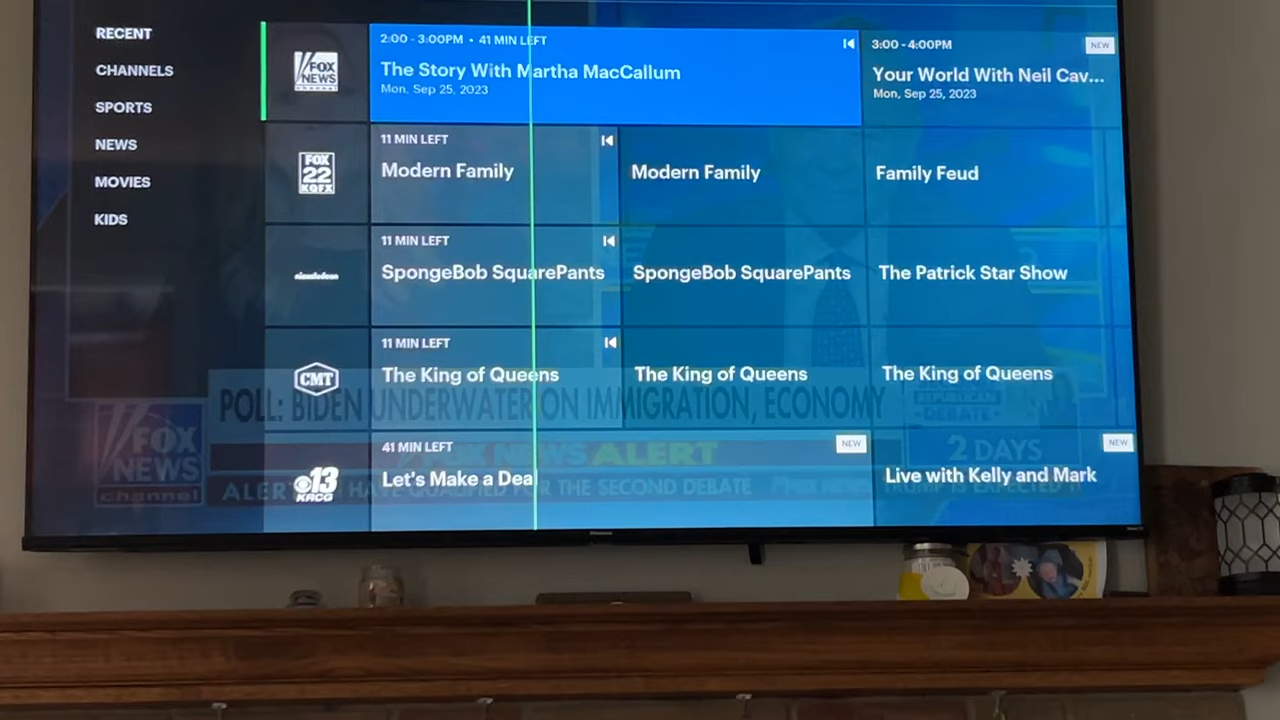 RECENT
CHANNELS
SPORTS
NEWS
MOVIES
KIDS
FOX
NEWS
channel
2:00 - 3:00PM • 41 MIN LEFT
The Story With Martha MacCallum
Mon, Sep 25, 2023
3:00 - 4:00PM
NEW
Your World With Neil Cav...
Mon, Sep 25, 2023
FOX
22
KQFX
11 MIN LEFT
Modern Family
Modern Family
Family Feud
nickelodeon
11 MIN LEFT
SpongeBob SquarePants
SpongeBob SquarePants
The Patrick Star Show
CMT
11 MIN LEFT
The King of Queens
The King of Queens
The King of Queens
POLL: BIDEN UNDERWATER ON IMMIGRATION, ECONOMY
REPUBLICAN
DEBATE
2 DAYS
FOX
NEWS
channel
FOX NEWS ALERT
ALERT HAVE QUALIFIED FOR THE SECOND DEBATE TRUMP IS EXPECTED
13
KRCG
41 MIN LEFT
NEW
Let's Make a Deal
NEW
Live with Kelly and Mark